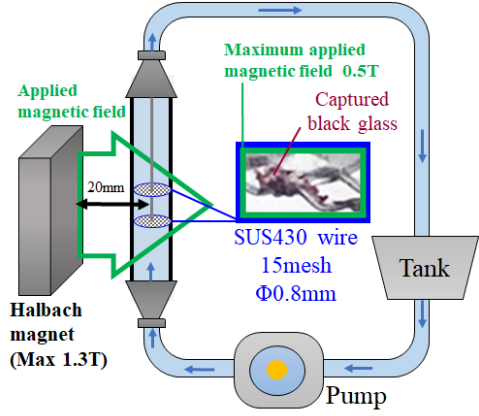 Maximum applied
magnetic field 0.5T
Captured
black glass
Applied
magnetic field
20mm
SUS430 wire
15mesh
Φ0.8mm
Tank
Halbach
magnet
(Max 1.3T)
Pump